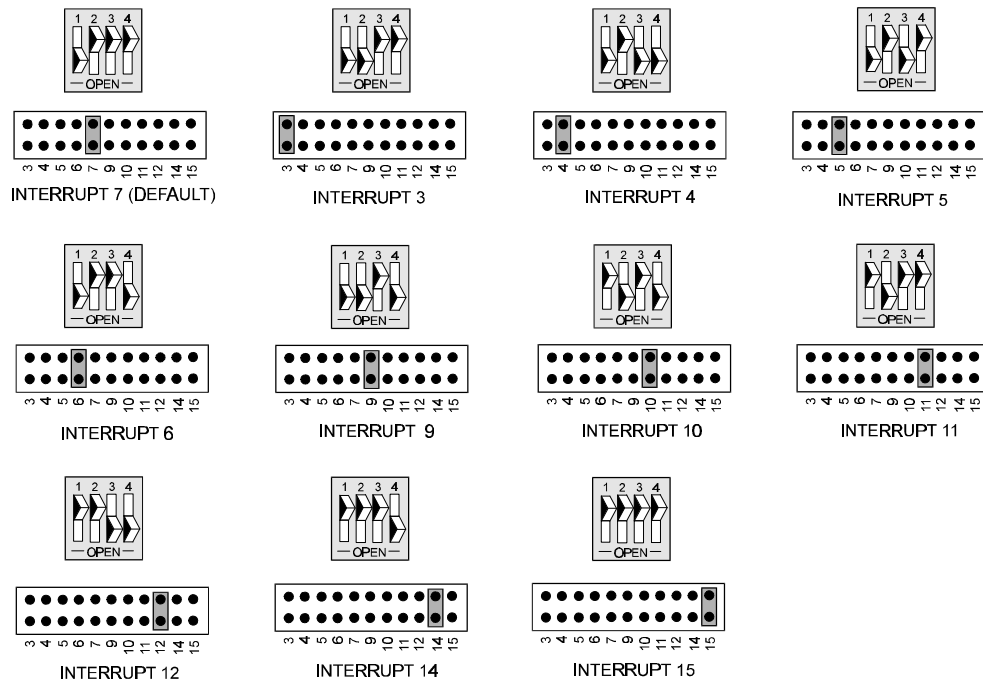 1 2 3 4
OPEN
3 4 5 6 7 9 10 11 12 14 15
INTERRUPT 7 (DEFAULT)
1 2 3 4
OPEN
3 4 5 6 7 9 10 11 12 14 15
INTERRUPT 3
1 2 3 4
OPEN
3 4 5 6 7 9 10 11 12 14 15
INTERRUPT 4
1 2 3 4
OPEN
3 4 5 6 7 9 10 11 12 14 15
INTERRUPT 5
1 2 3 4
OPEN
3 4 5 6 7 9 10 11 12 14 15
INTERRUPT 6
1 2 3 4
OPEN
3 4 5 6 7 9 10 11 12 14 15
INTERRUPT 9
1 2 3 4
OPEN
3 4 5 6 7 9 10 11 12 14 15
INTERRUPT 10
1 2 3 4
OPEN
3 4 5 6 7 9 10 11 12 14 15
INTERRUPT 11
1 2 3 4
OPEN
3 4 5 6 7 9 10 11 12 14 15
INTERRUPT 12
1 2 3 4
OPEN
3 4 5 6 7 9 10 11 12 14 15
INTERRUPT 14
1 2 3 4
OPEN
3 4 5 6 7 9 10 11 12 14 15
INTERRUPT 15